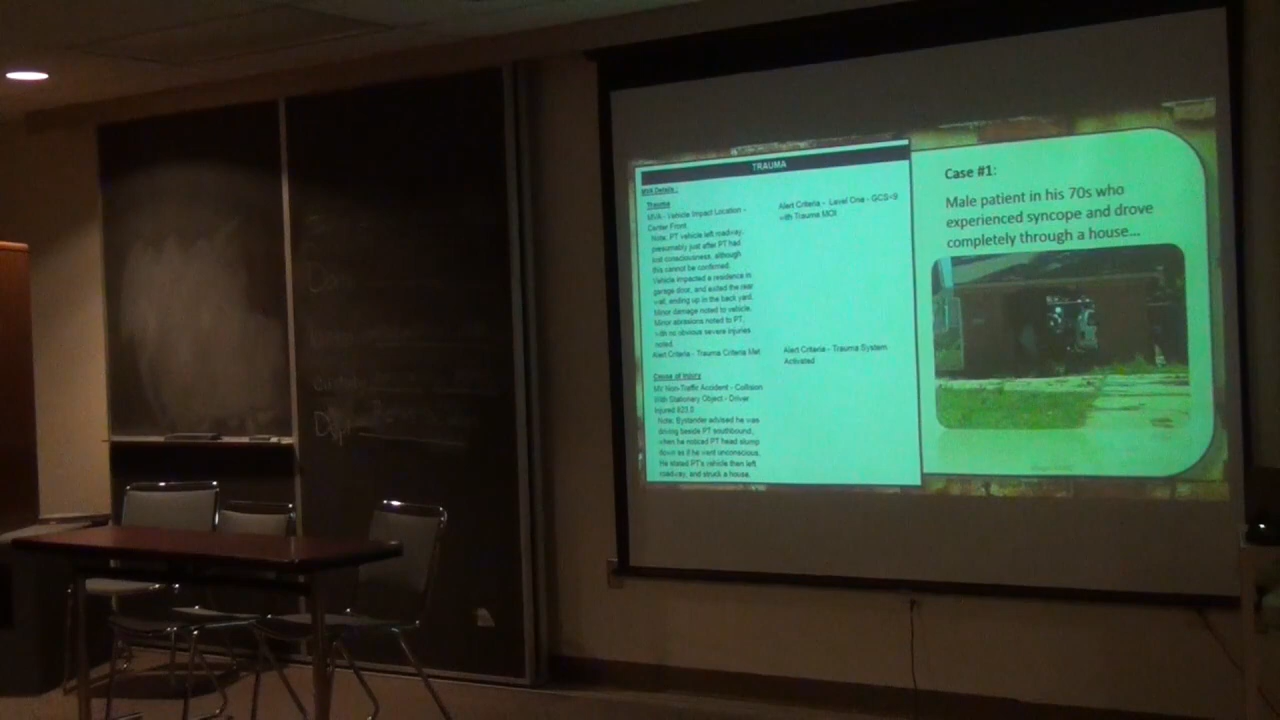 TRAUMA
MVA Details :
Trauma
MVA - Vehicle Impact Location -
Center Front
Note: PT vehicle left roadway,
presumably just after PT had
lost consciousness, although
this cannot be confirmed.
Vehicle impacted a residence in
garage door, and exited the rear
wall, ending up in the back yard.
Minor damage noted to vehicle.
Minor abrasions noted to PT,
with no obvious severe injuries
noted.
Alert Criteria - Trauma Criteria Met
Alert Criteria - Level One - GCS<9
with Trauma MOI
Alert Criteria - Trauma System
Activated
Cause of Injury
MV Non-Traffic Accident - Collision
With Stationary Object - Driver
Injured 823.0
Note: Bystander advised he was
driving beside PT southbound,
when he noticed PT head slump
down as if he went unconscious.
He stated PT's vehicle then left
roadway, and struck a house.
Case #1:
Male patient in his 70s who
experienced syncope and drove
completely through a house...